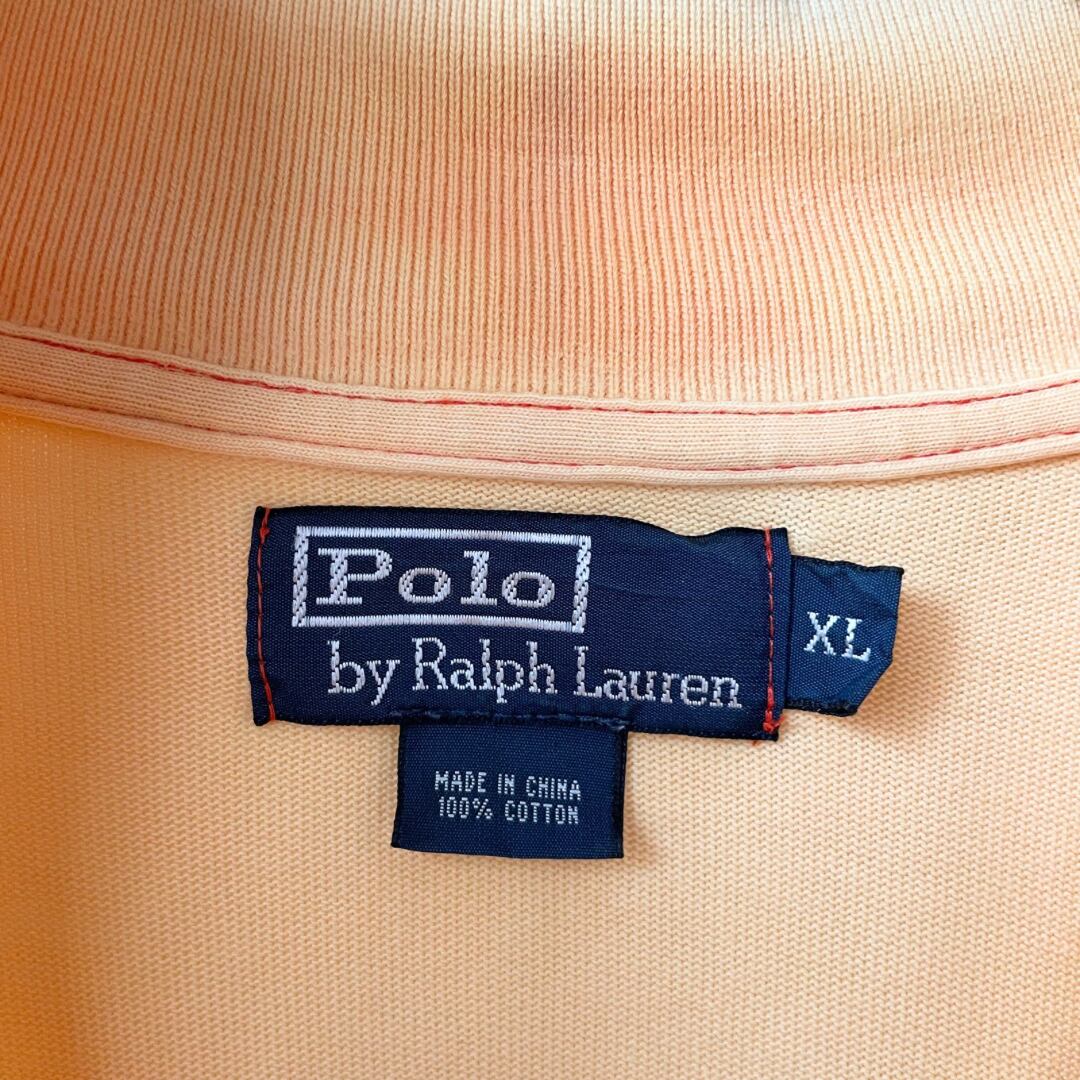 Polo
by Ralph Lauren
XL
MADE IN CHINA
100% COTTON